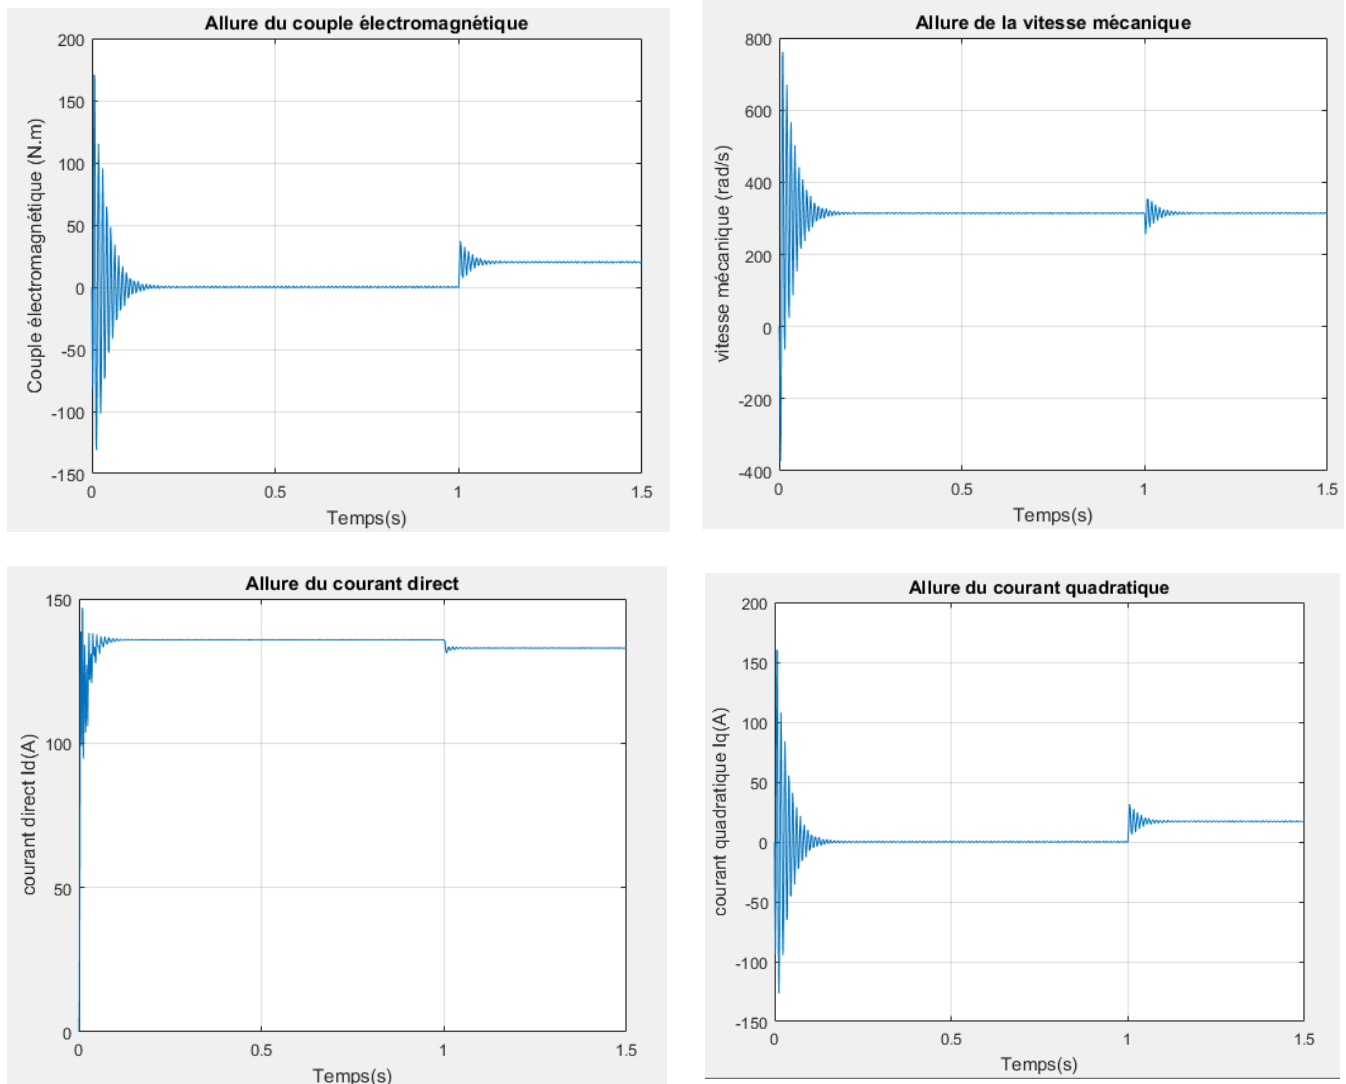 Allure du couple électromagnétique
200
150
100
50
0
-50
-100
-150
Couple électromagnétique (N.m)
0 0.5 1 1.5
Temps(s)
Allure de la vitesse mécanique
800
600
400
200
0
-200
-400
vitesse mécanique (rad/s)
0 0.5 1 1.5
Temps(s)
Allure du courant direct
150
100
50
0
courant direct Id(A)
0 0.5 1 1.5
Temps(s)
Allure du courant quadratique
200
150
100
50
0
-50
-100
-150
courant quadratique Iq(A)
0 0.5 1 1.5
Temps(s)